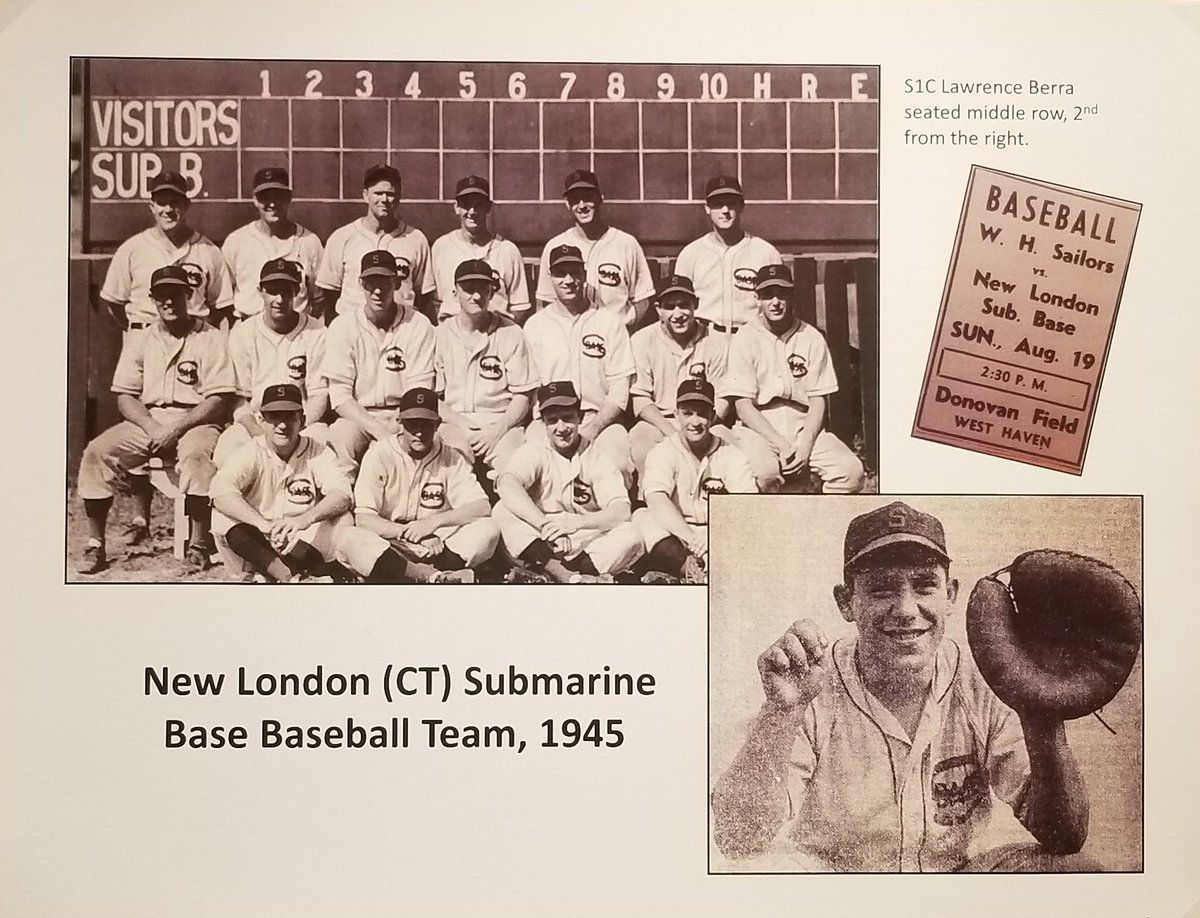 1 2 3 4 5 6 7 8 9 10 H R E
VISITORS
SUB. B.
S1C Lawrence Berra
seated middle row, 2nd
from the right.
BASEBALL
W. H. Sailors
vs.
New London
Sub. Base
SUN., Aug. 19
2:30 P. M.
Donovan Field
WEST HAVEN
S
New London (CT) Submarine
Base Baseball Team, 1945